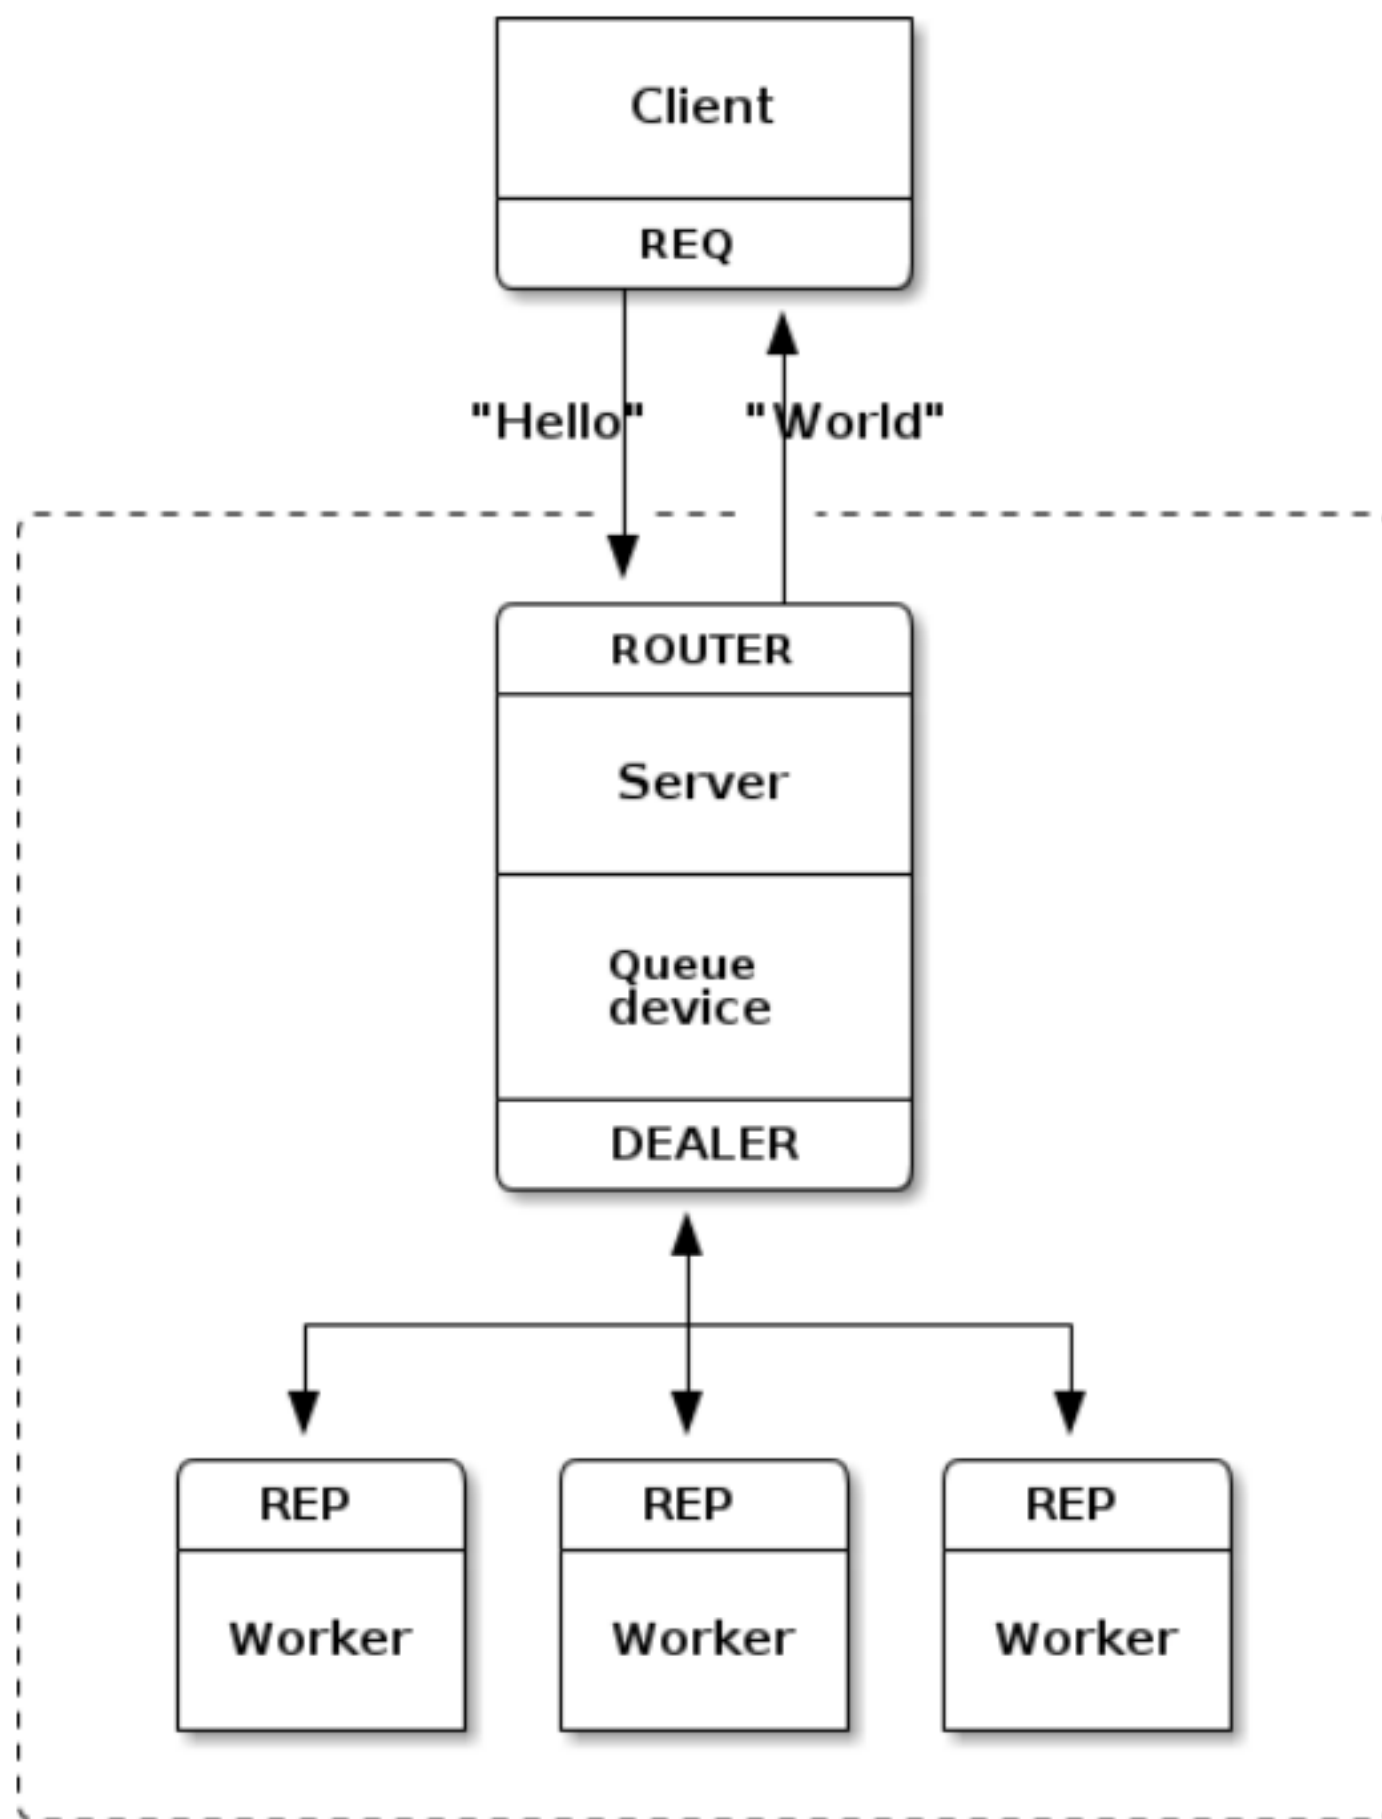 Client
REQ
"Hello"
"World"
ROUTER
Server
Queue
device
DEALER
REP
REP
REP
Worker
Worker
Worker